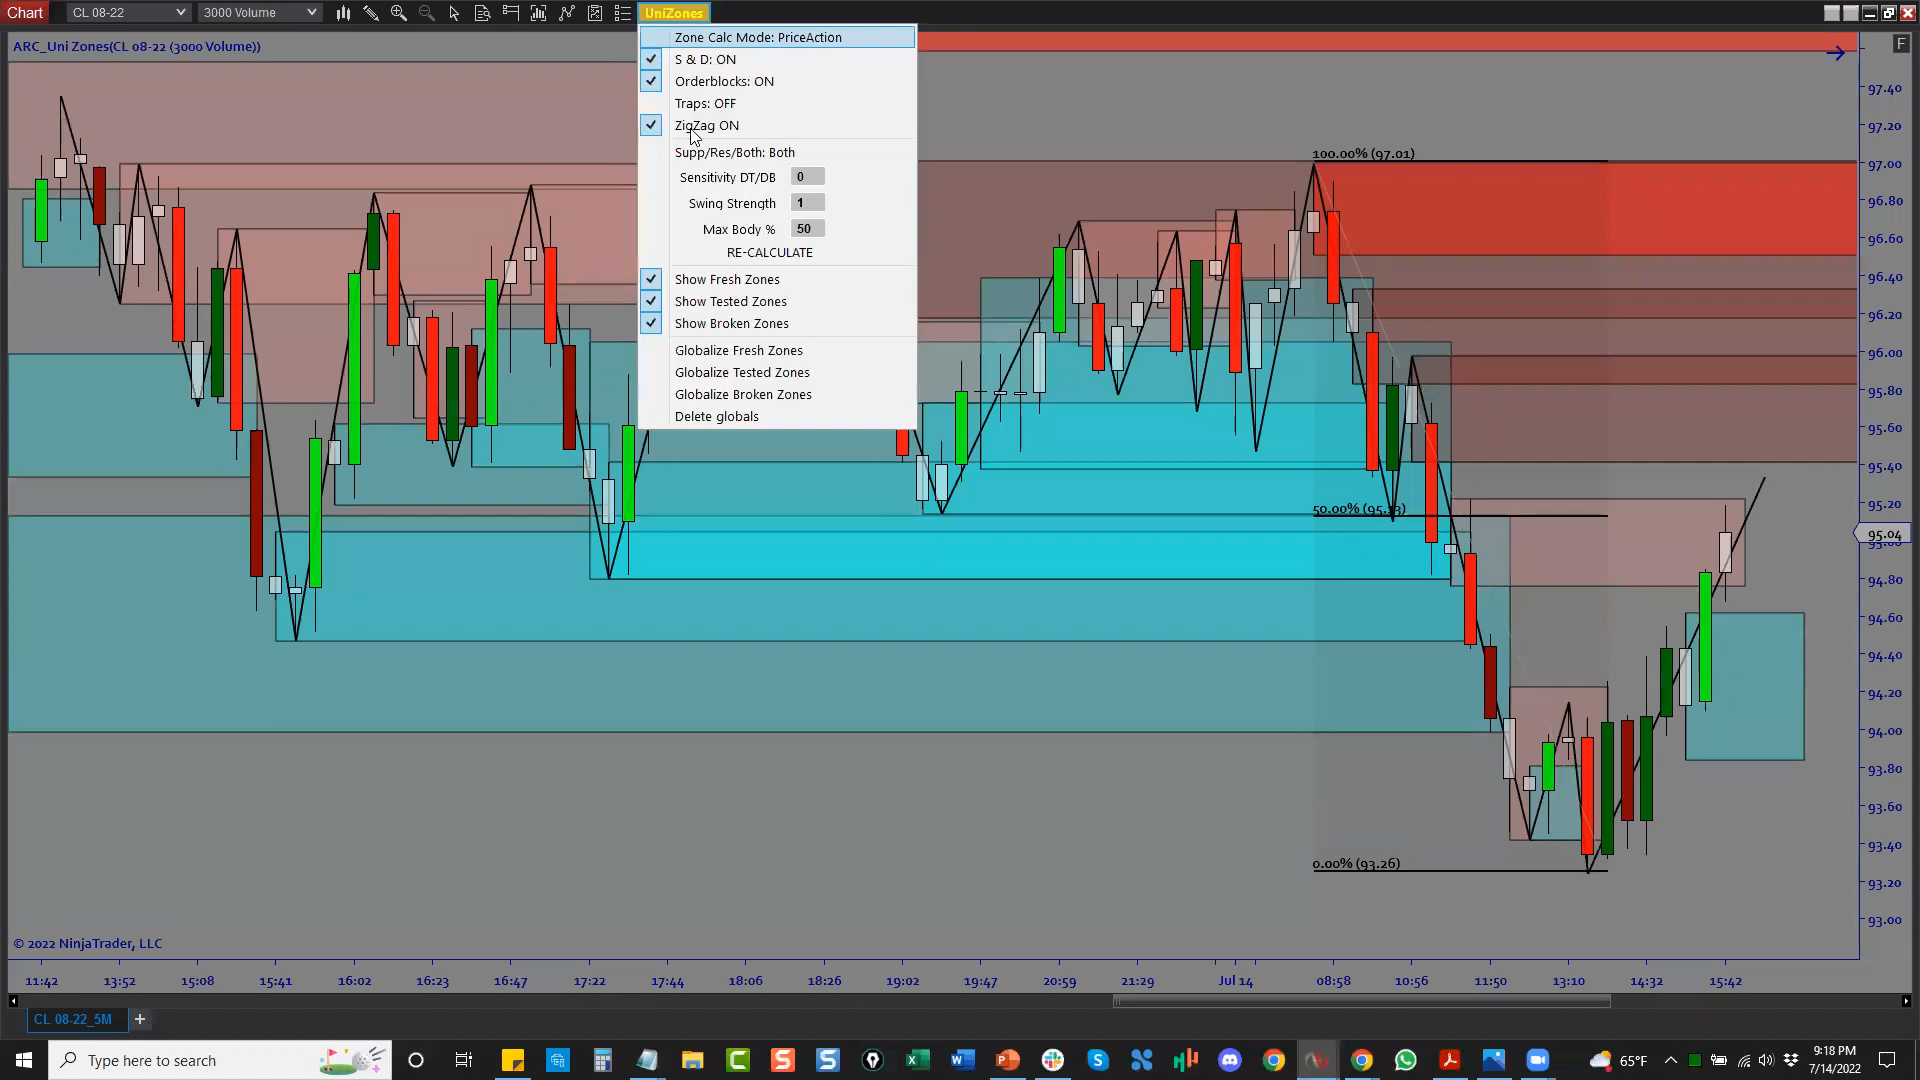 Chart
CL 08-22
3000 Volume
UniZones
ARC_Uni Zones(CL 08-22 (3000 Volume))
F
Zone Calc Mode: PriceAction
S & D: ON
Orderblocks: ON
Traps: OFF
ZigZag ON
Supp/Res/Both: Both
Sensitivity DT/DB 0
Swing Strength 1
Max Body % 50
RE-CALCULATE
Show Fresh Zones
Show Tested Zones
Show Broken Zones
Globalize Fresh Zones
Globalize Tested Zones
Globalize Broken Zones
Delete globals
100.00% (97.01)
50.00% (95.13)
0.00% (93.26)
97.40
97.20
97.00
96.80
96.60
96.40
96.20
96.00
95.80
95.60
95.40
95.20
95.04
94.80
94.60
94.40
94.20
94.00
93.80
93.60
93.40
93.20
93.00
© 2022 NinjaTrader, LLC
11:42 13:52 15:08 15:41 16:02 16:23 16:47 17:22 17:44 18:06 18:26 19:02 19:47 20:59 21:29 Jul 14 08:58 10:56 11:50 13:10 14:32 15:42
CL 08-22_5M
Type here to search
65°F
9:18 PM
7/14/2022